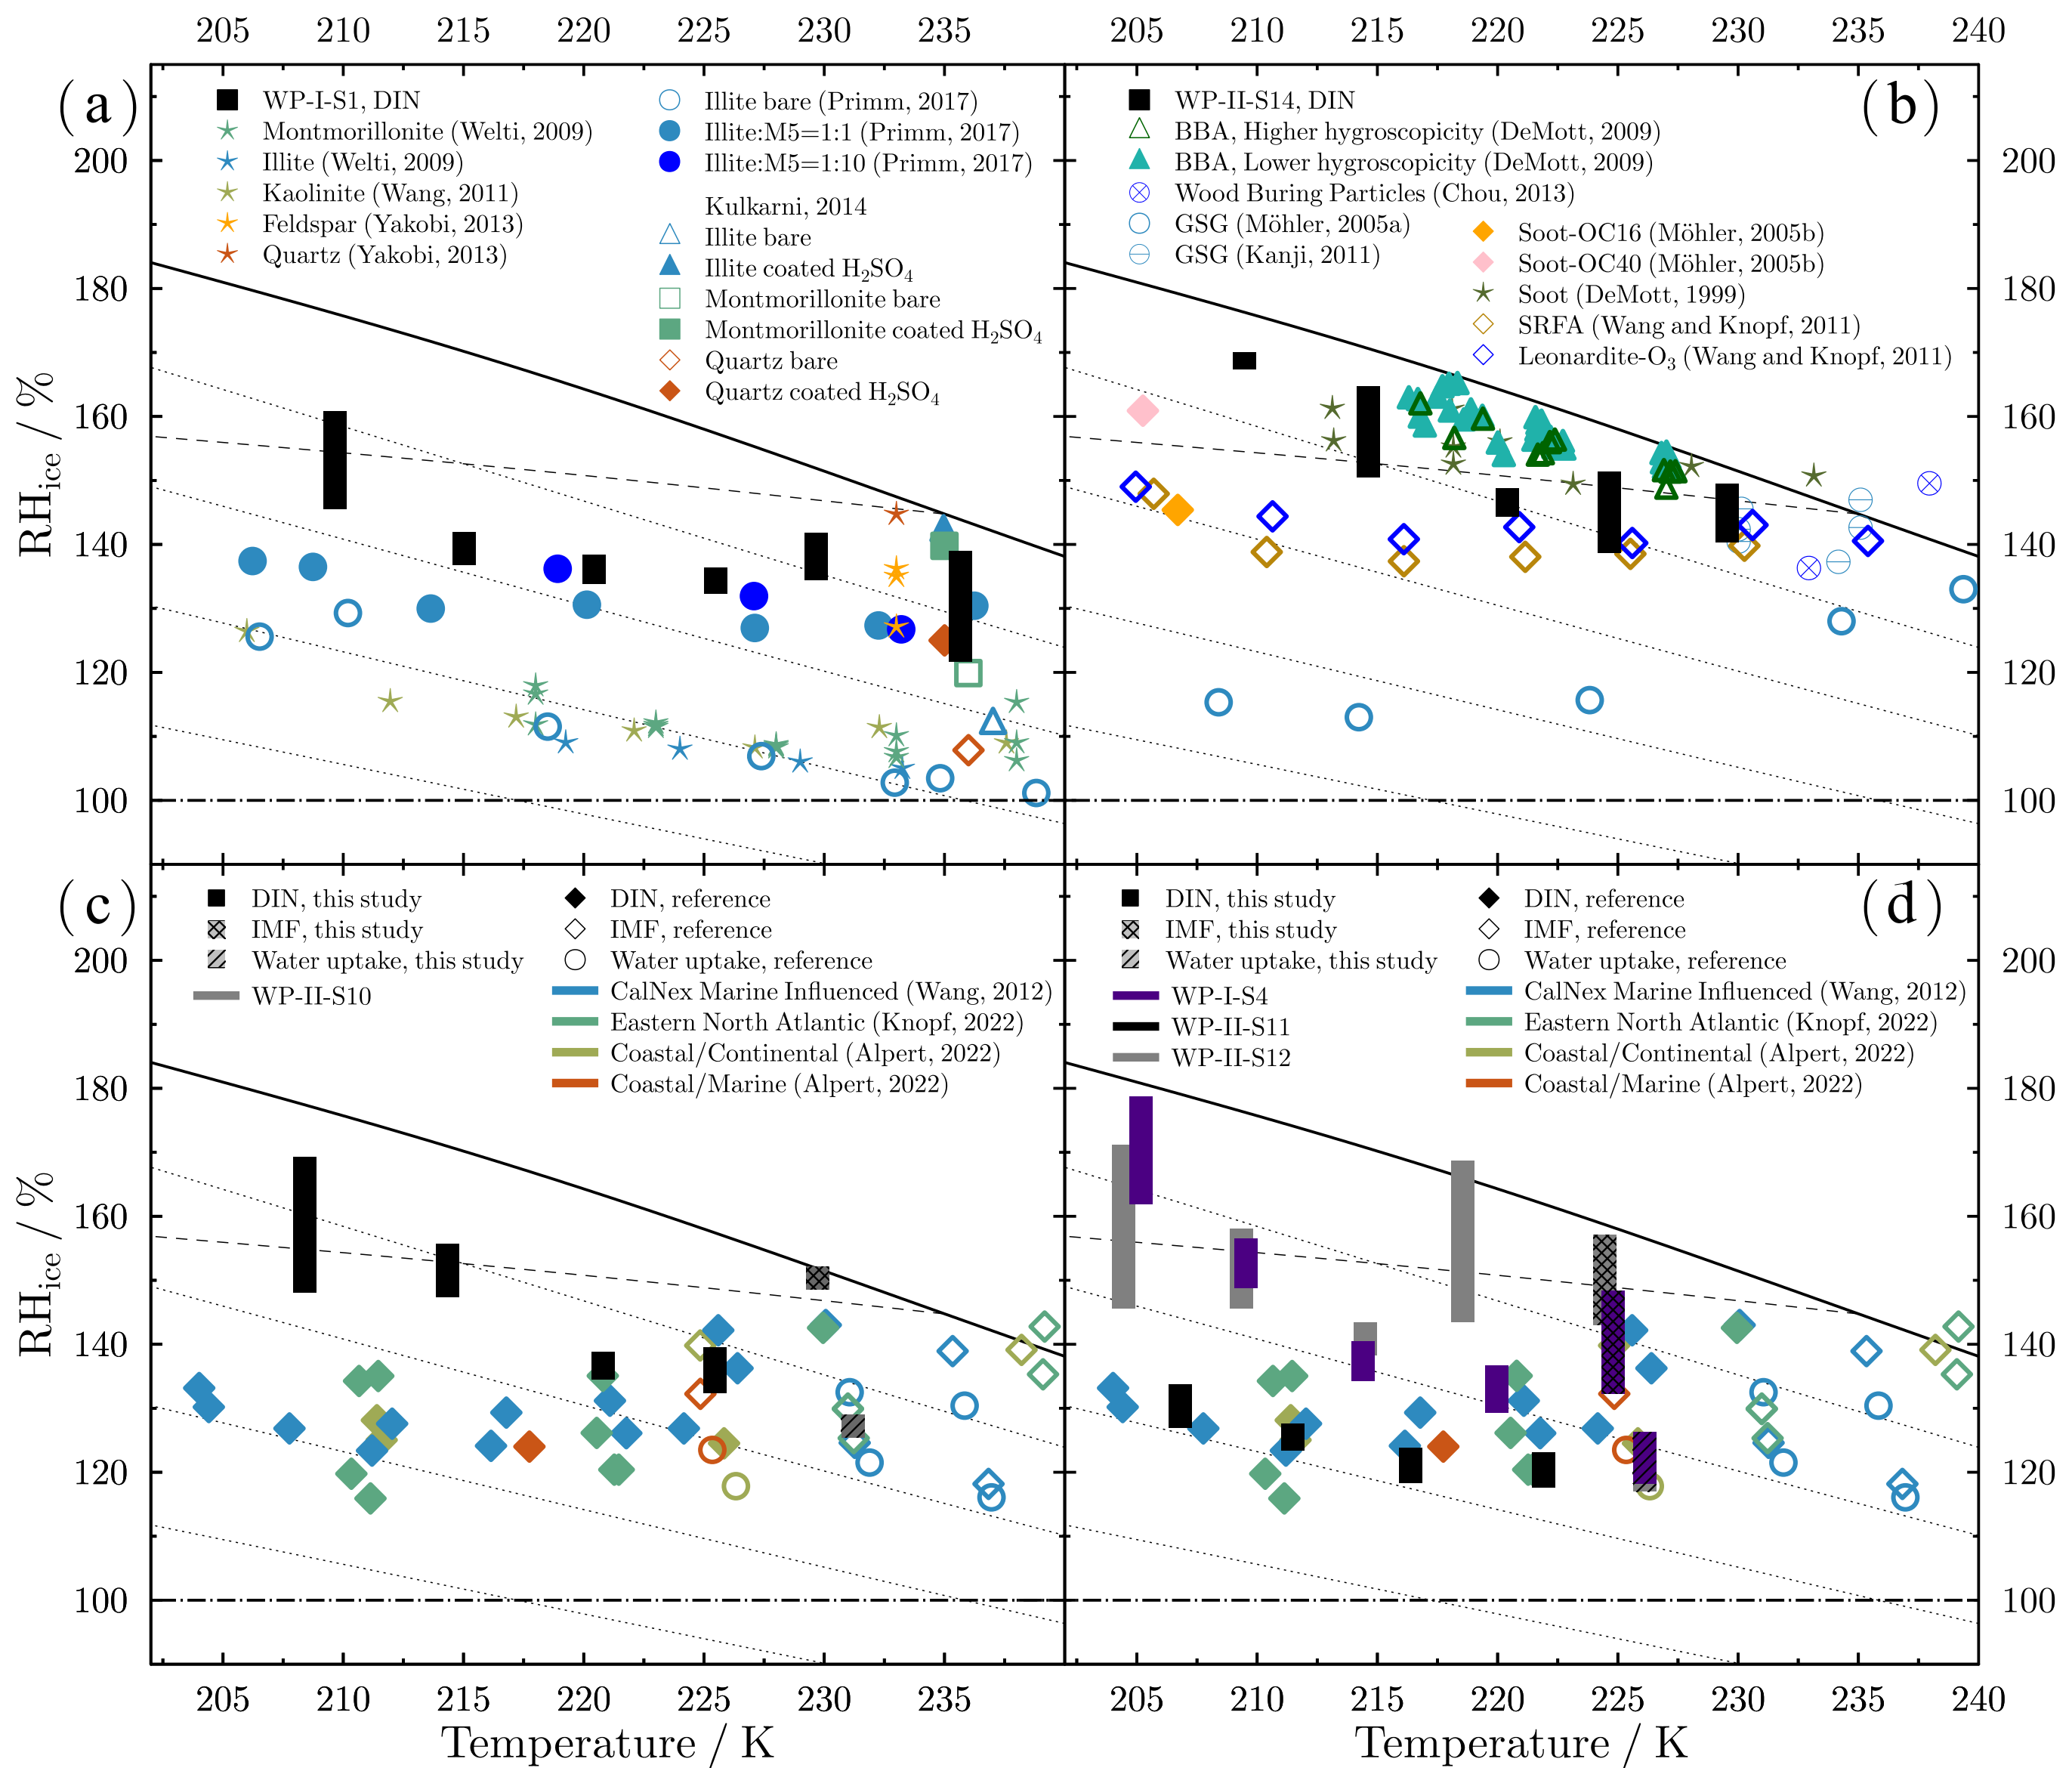 205 210 215 220 225 230 235 205 210 215 220 225 230 235 240
(a)
WP-I-S1, DIN
Montmorillonite (Welti, 2009)
Illite (Welti, 2009)
Kaolinite (Wang, 2011)
Feldspar (Yakobi, 2013)
Quartz (Yakobi, 2013)
Illite bare (Primm, 2017)
Illite:M5=1:1 (Primm, 2017)
Illite:M5=1:10 (Primm, 2017)
Kulkarni, 2014
Illite bare
Illite coated H₂SO₄
Montmorillonite bare
Montmorillonite coated H₂SO₄
Quartz bare
Quartz coated H₂SO₄
200
180
160
140
120
100
RH_ice / %
(b)
WP-II-S14, DIN
BBA, Higher hygroscopicity (DeMott, 2009)
BBA, Lower hygroscopicity (DeMott, 2009)
Wood Buring Particles (Chou, 2013)
GSG (Möhler, 2005a)
GSG (Kanji, 2011)
Soot-OC16 (Möhler, 2005b)
Soot-OC40 (Möhler, 2005b)
Soot (DeMott, 1999)
SRFA (Wang and Knopf, 2011)
Leonardite-O₃ (Wang and Knopf, 2011)
200
180
160
140
120
100
(c)
DIN, this study
IMF, this study
Water uptake, this study
WP-II-S10
DIN, reference
IMF, reference
Water uptake, reference
CalNex Marine Influenced (Wang, 2012)
Eastern North Atlantic (Knopf, 2022)
Coastal/Continental (Alpert, 2022)
Coastal/Marine (Alpert, 2022)
200
180
160
140
120
100
RH_ice / %
(d)
DIN, this study
IMF, this study
Water uptake, this study
WP-I-S4
WP-II-S11
WP-II-S12
DIN, reference
IMF, reference
Water uptake, reference
CalNex Marine Influenced (Wang, 2012)
Eastern North Atlantic (Knopf, 2022)
Coastal/Continental (Alpert, 2022)
Coastal/Marine (Alpert, 2022)
200
180
160
140
120
100
205 210 215 220 225 230 235 205 210 215 220 225 230 235 240
Temperature / K
Temperature / K